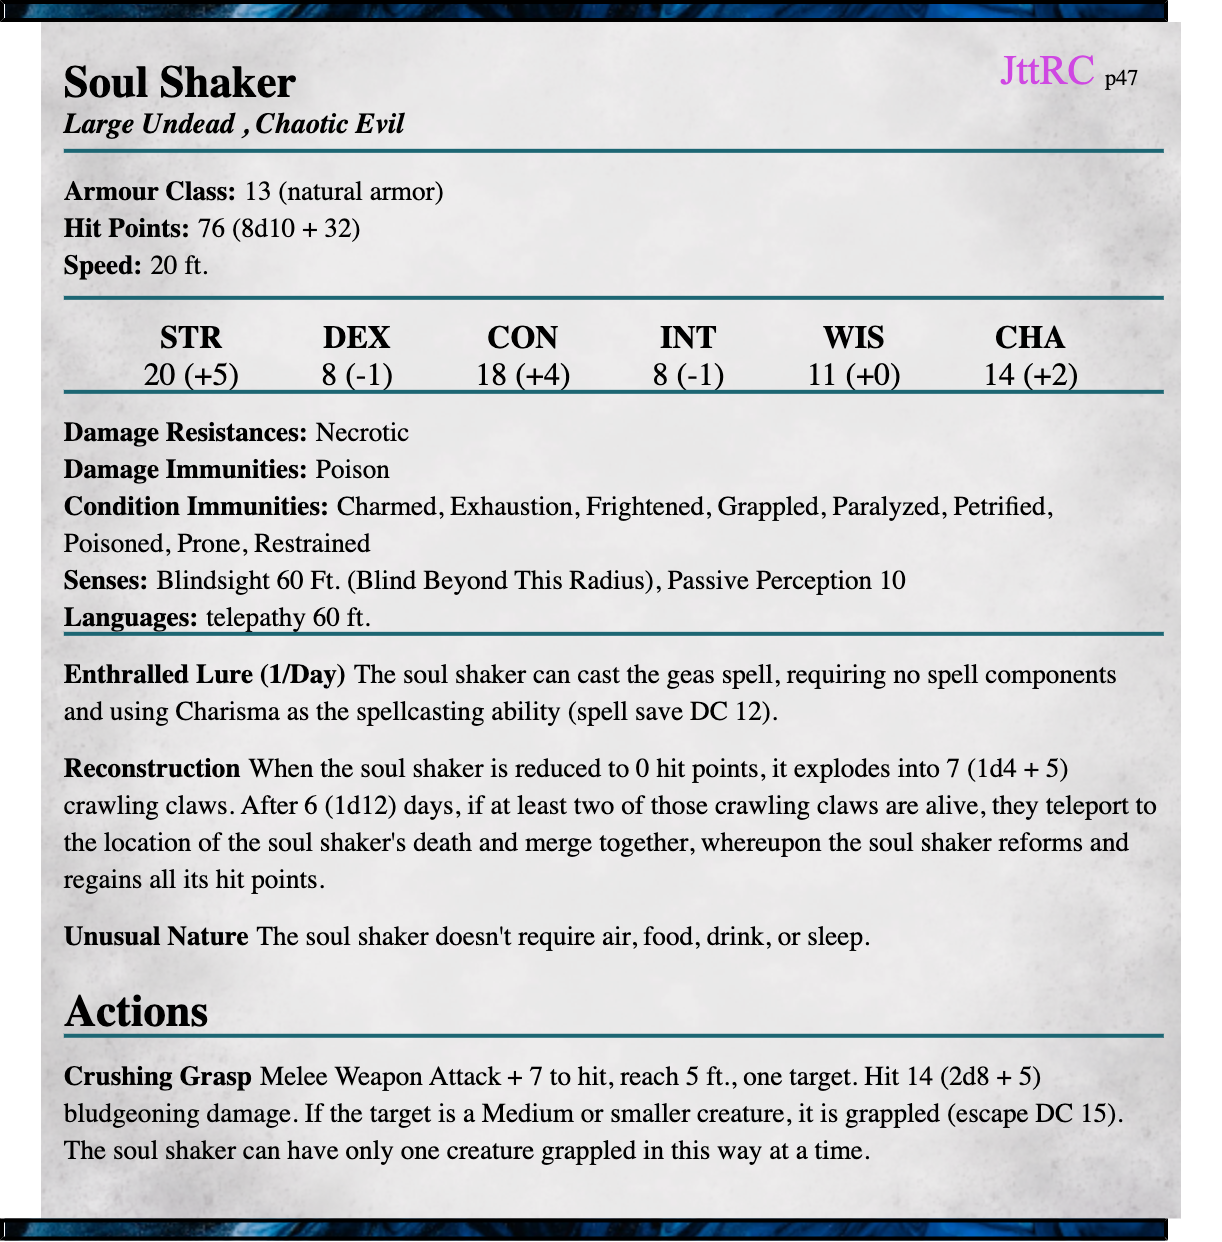 Soul Shaker
JttRC p47
Large Undead , Chaotic Evil
Armour Class: 13 (natural armor)
Hit Points: 76 (8d10 + 32)
Speed: 20 ft.
STR DEX CON INT WIS CHA
20 (+5) 8 (-1) 18 (+4) 8 (-1) 11 (+0) 14 (+2)
Damage Resistances: Necrotic
Damage Immunities: Poison
Condition Immunities: Charmed, Exhaustion, Frightened, Grappled, Paralyzed, Petrified,
Poisoned, Prone, Restrained
Senses: Blindsight 60 Ft. (Blind Beyond This Radius), Passive Perception 10
Languages: telepathy 60 ft.
Enthralled Lure (1/Day) The soul shaker can cast the geas spell, requiring no spell components
and using Charisma as the spellcasting ability (spell save DC 12).
Reconstruction When the soul shaker is reduced to 0 hit points, it explodes into 7 (1d4 + 5)
crawling claws. After 6 (1d12) days, if at least two of those crawling claws are alive, they teleport to
the location of the soul shaker's death and merge together, whereupon the soul shaker reforms and
regains all its hit points.
Unusual Nature The soul shaker doesn't require air, food, drink, or sleep.
Actions
Crushing Grasp Melee Weapon Attack + 7 to hit, reach 5 ft., one target. Hit 14 (2d8 + 5)
bludgeoning damage. If the target is a Medium or smaller creature, it is grappled (escape DC 15).
The soul shaker can have only one creature grappled in this way at a time.